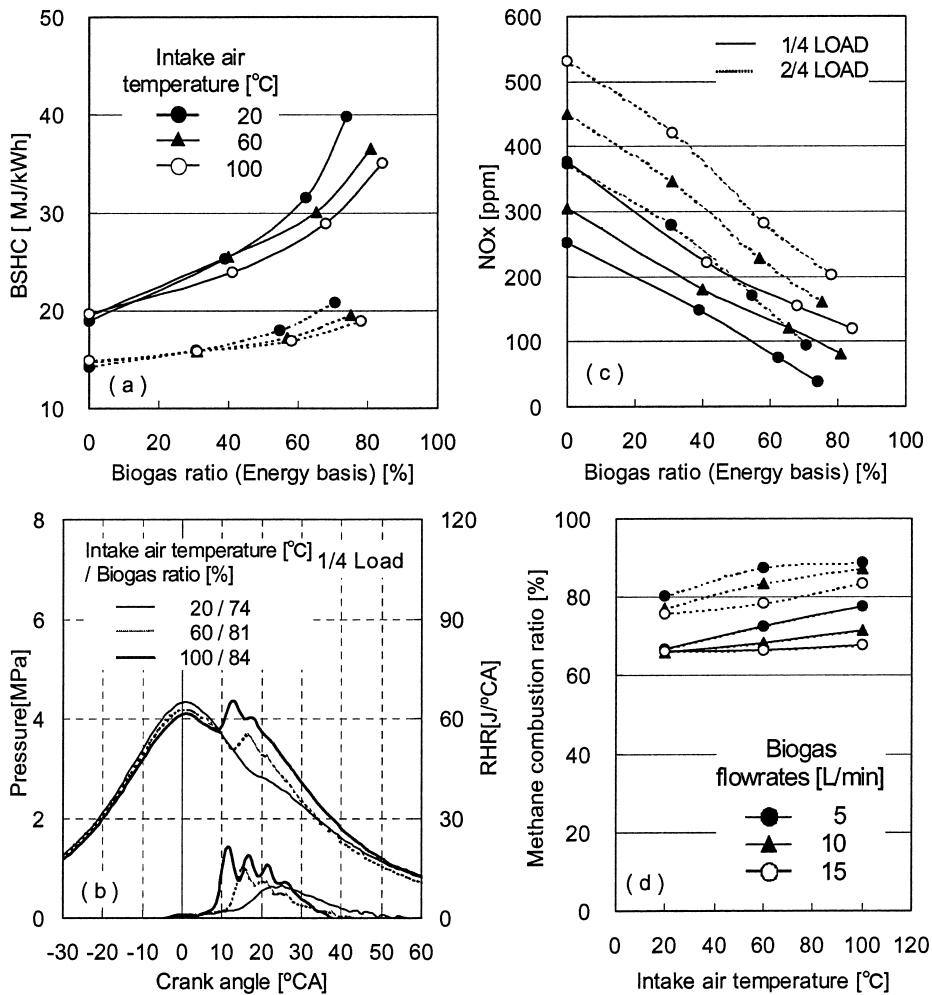 50
40
30
20
10
BSHC [ MJ/kWh]
Intake air
temperature [°C]
20
60
100
( a )
0 20 40 60 80 100
Biogas ratio (Energy basis) [%]
600
500
400
300
200
100
0
NOx [ppm]
1/4 LOAD
2/4 LOAD
( c )
0 20 40 60 80 100
Biogas ratio (Energy basis) [%]
8
6
4
2
0
Pressure[MPa]
Intake air temperature [°C]
/ Biogas ratio [%]
1/4 Load
20 / 74
60 / 81
100 / 84
120
90
60
30
0
RHR[J/°CA]
( b )
-30 -20 -10 0 10 20 30 40 50 60
Crank angle [°CA]
100
80
60
40
20
0
Methane combustion ratio [%]
Biogas
flowrates [L/min]
5
10
15
( d )
0 20 40 60 80 100 120
Intake air temperature [°C]